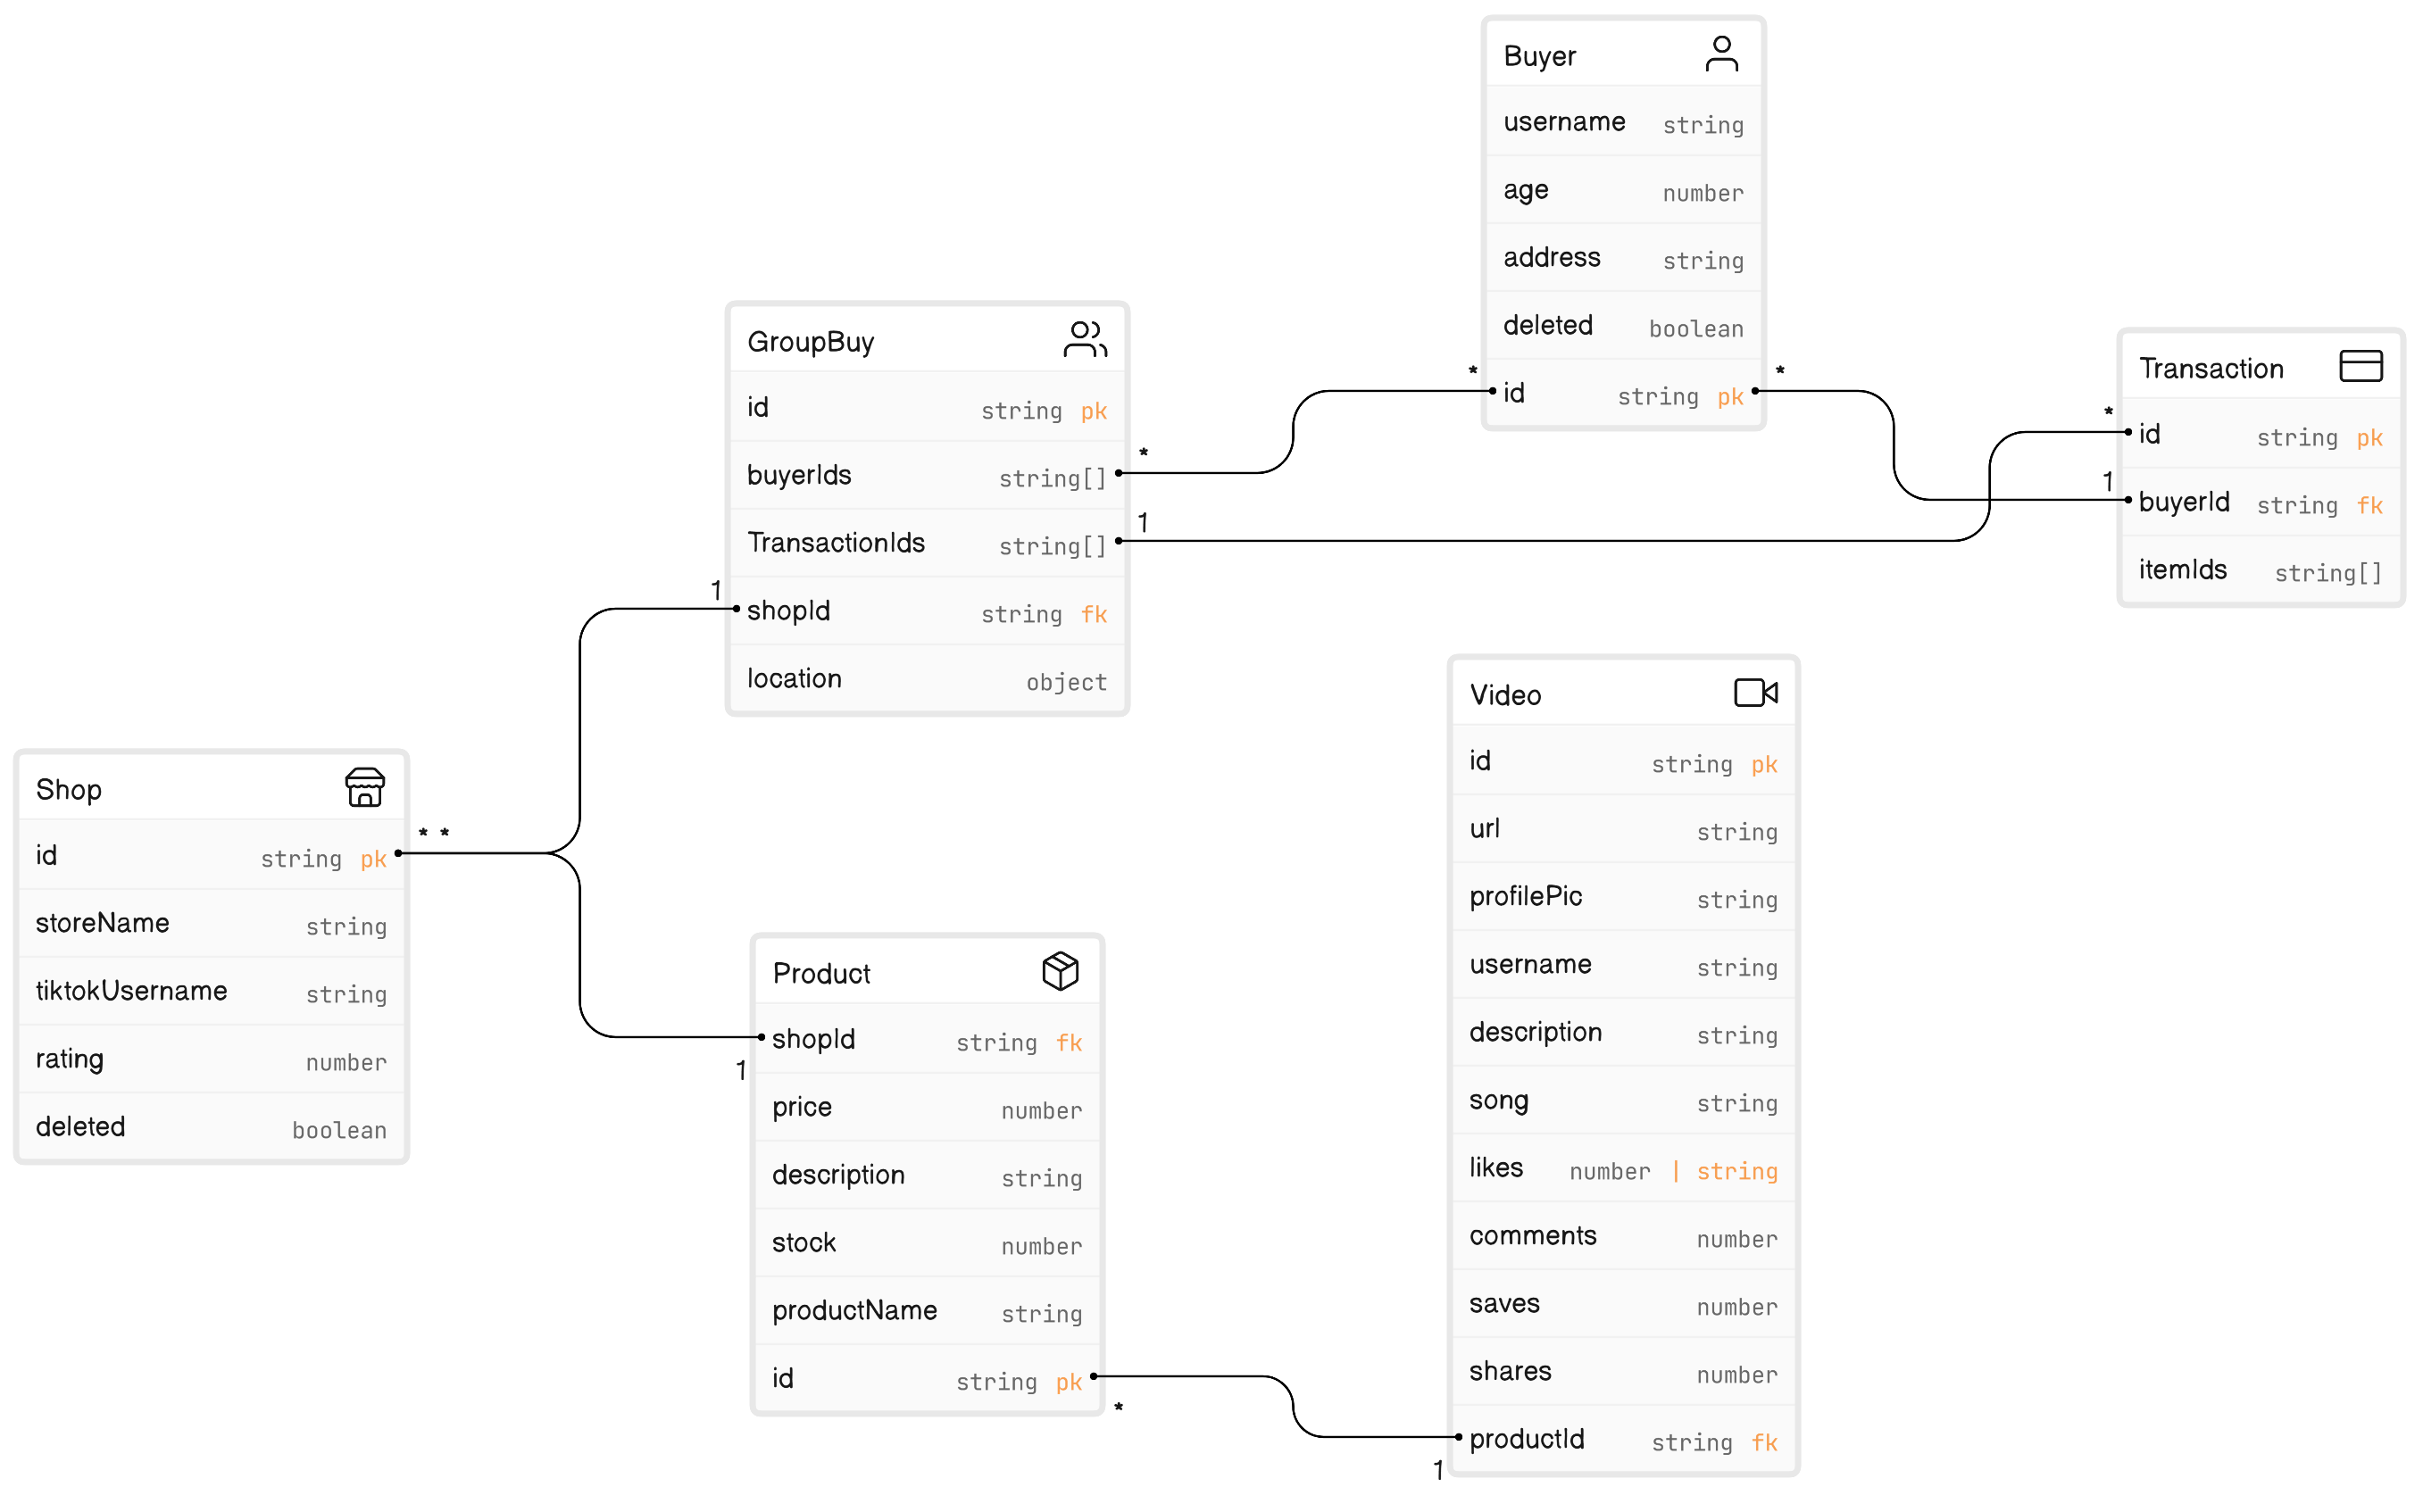 Buyer
username string
age number
address string
deleted boolean
* id string pk *
GroupBuy
id string pk
buyerIds string[] *
TransactionIds string[] 1
1 shopId string fk
location object
Transaction
* id string pk
1 buyerId string fk
itemIds string[]
Shop
* *
id string pk
storeName string
tiktokUsername string
rating number
deleted boolean
Product
shopId string fk
1
price number
description string
stock number
productName string
id string pk
*
Video
id string pk
url string
profilePic string
username string
description string
song string
likes number | string
comments number
saves number
shares number
productId string fk
1